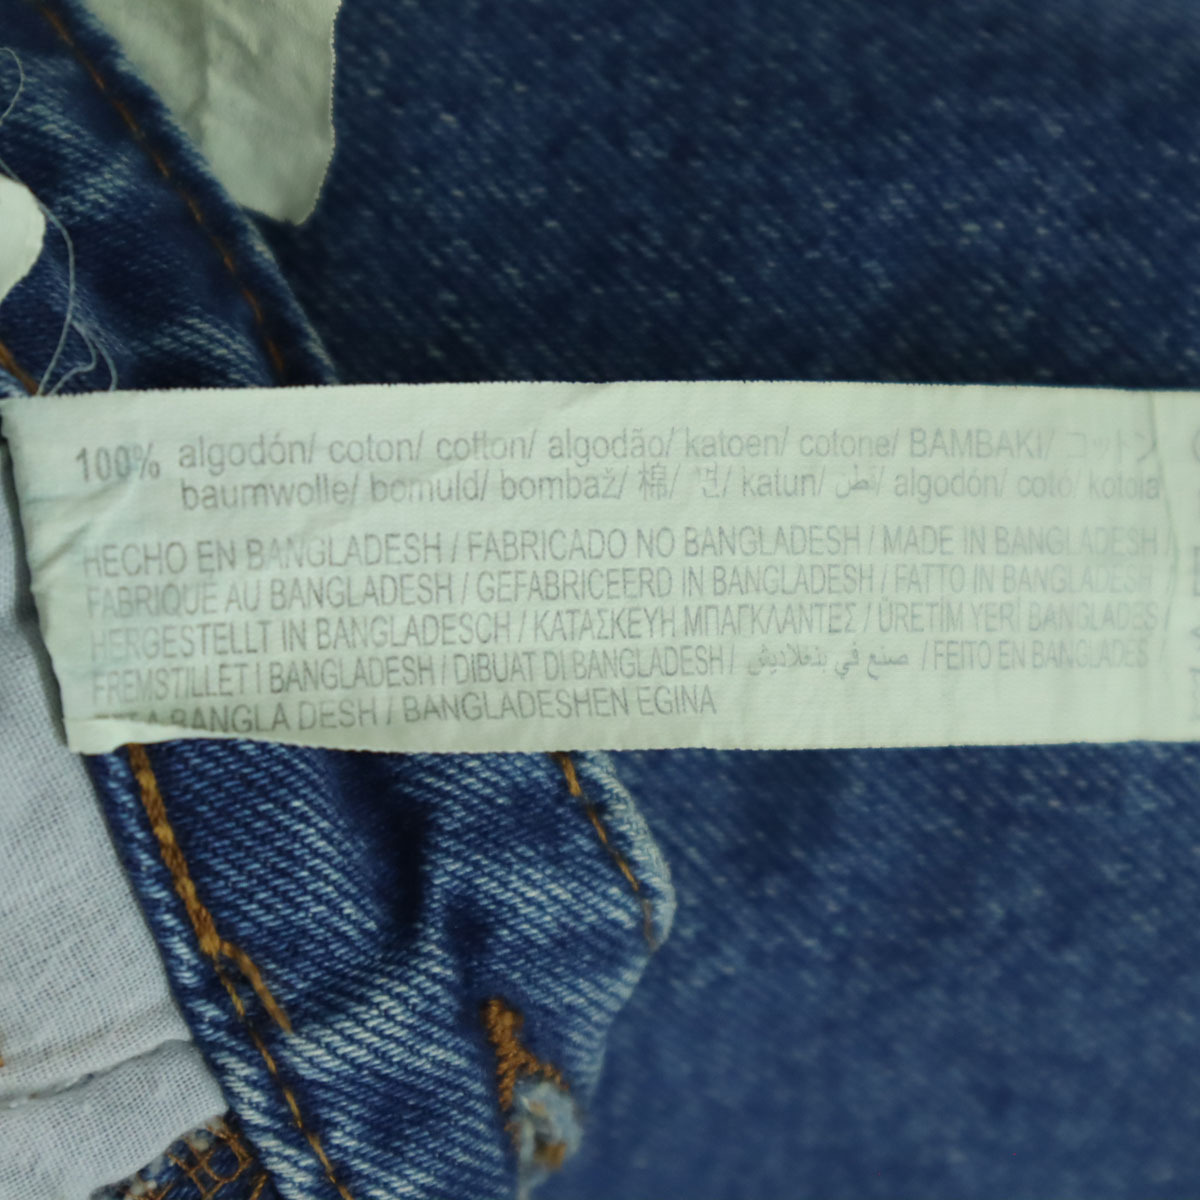 100% algodón/ coton/ cotton/ algodão/ katoen/ cotone/ BAMBAKI/ コットン
baumwolle/ bomuld/ bombaž/ 棉/ 면/ katun/ قطن/ algodón/ cotó/ kotoia
HECHO EN BANGLADESH / FABRICADO NO BANGLADESH / MADE IN BANGLADESH
FABRIQUÉ AU BANGLADESH / GEFABRICEERD IN BANGLADESH / FATTO IN BANGLADESH
HERGESTELLT IN BANGLADESCH / ΚΑΤΑΣΚΕΥΗ ΜΠΑΓΚΛΑΝΤΕΣ / ÜRETİM YERİ BANGLADES /
FREMSTILLET I BANGLADESH / DIBUAT DI BANGLADESH / صنع في بنغلاديش / FEITO EN BANGLADES /
A BANGLA DESH / BANGLADESHEN EGINA